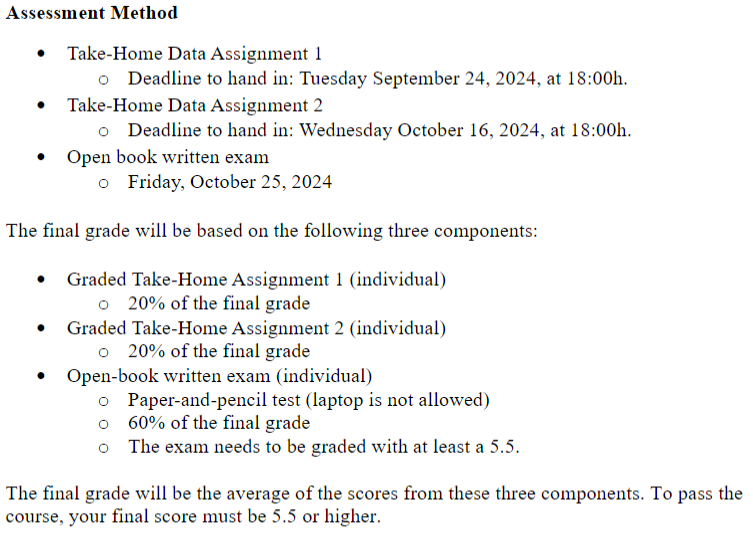 Assessment Method
• Take-Home Data Assignment 1
o Deadline to hand in: Tuesday September 24, 2024, at 18:00h.
• Take-Home Data Assignment 2
o Deadline to hand in: Wednesday October 16, 2024, at 18:00h.
• Open book written exam
o Friday, October 25, 2024
The final grade will be based on the following three components:
• Graded Take-Home Assignment 1 (individual)
o 20% of the final grade
• Graded Take-Home Assignment 2 (individual)
o 20% of the final grade
• Open-book written exam (individual)
o Paper-and-pencil test (laptop is not allowed)
o 60% of the final grade
o The exam needs to be graded with at least a 5.5.
The final grade will be the average of the scores from these three components. To pass the
course, your final score must be 5.5 or higher.